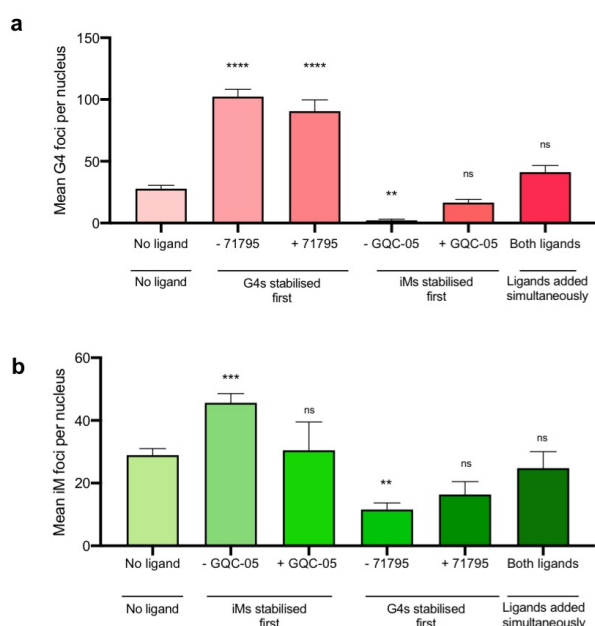 a
Mean G4 foci per nucleus
150
100
50
0
****
****
**
ns
ns
No ligand
- 71795
+ 71795
- GQC-05
+ GQC-05
Both ligands
No ligand
G4s stabilised
first
iMs stabilised
first
Ligands added
simultaneously
b
Mean iM foci per nucleus
60
40
20
0
***
ns
**
ns
ns
No ligand
- GQC-05
+ GQC-05
- 71795
+ 71795
Both ligands
No ligand
iMs stabilised
first
G4s stabilised
first
Ligands added
simultaneously